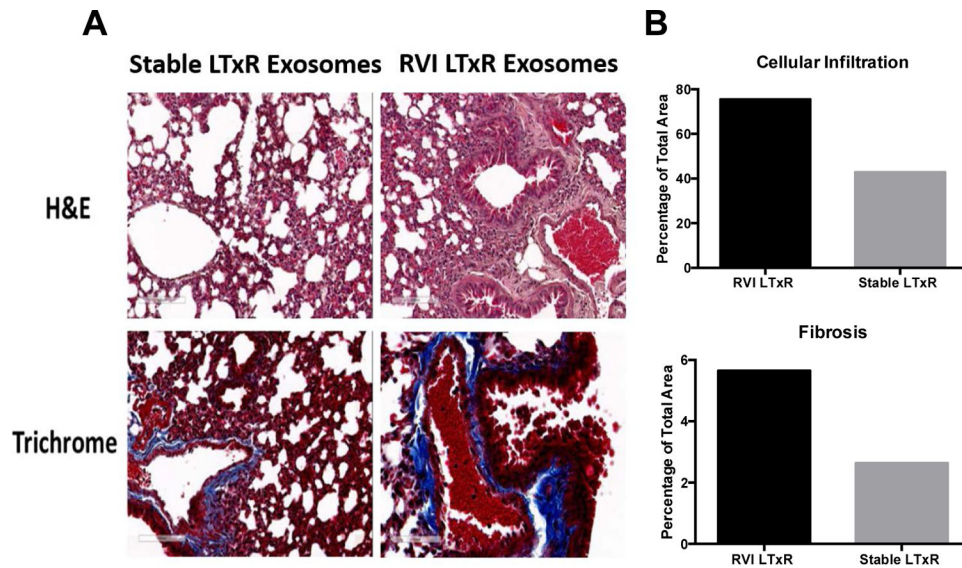 A
B
Stable LTxR Exosomes
RVI LTxR Exosomes
H&E
Trichrome
Cellular Infiltration
Percentage of Total Area
80
60
40
20
0
RVI LTxR
Stable LTxR
Fibrosis
Percentage of Total Area
6
4
2
0
RVI LTxR
Stable LTxR